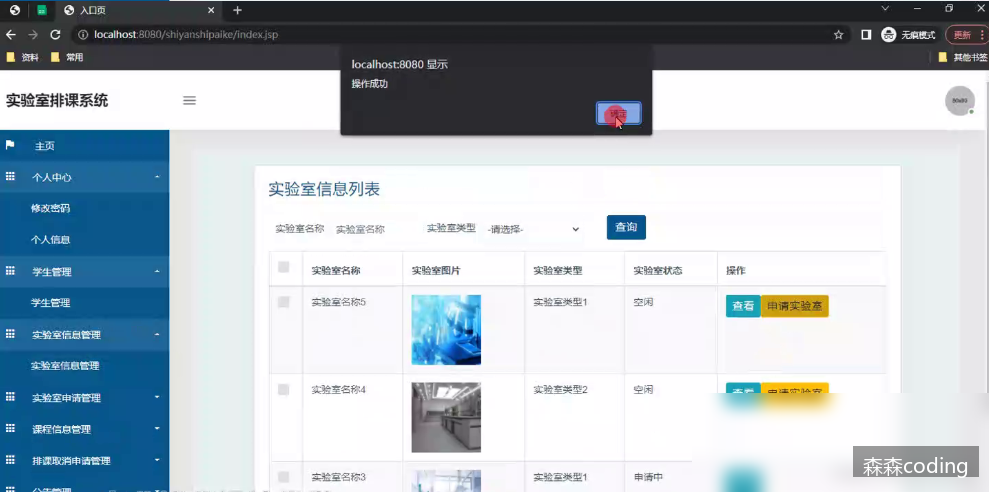 入口页
localhost:8080/shiyanshipaike/index.jsp
无痕模式
更新
资料
常用
其他书签
localhost:8080 显示
操作成功
实验室排课系统
主页
个人中心
修改密码
个人信息
学生管理
学生管理
实验室信息管理
实验室信息管理
实验室申请管理
课程信息管理
排课取消申请管理
实验室信息列表
实验室名称 实验室名称 实验室类型 -请选择- 查询
实验室名称 实验室图片 实验室类型 实验室状态 操作
实验室名称5 实验室类型1 空闲 查看 申请实验室
实验室名称4 实验室类型2 空闲
实验室名称3 实验室类型1 申请中
森森coding